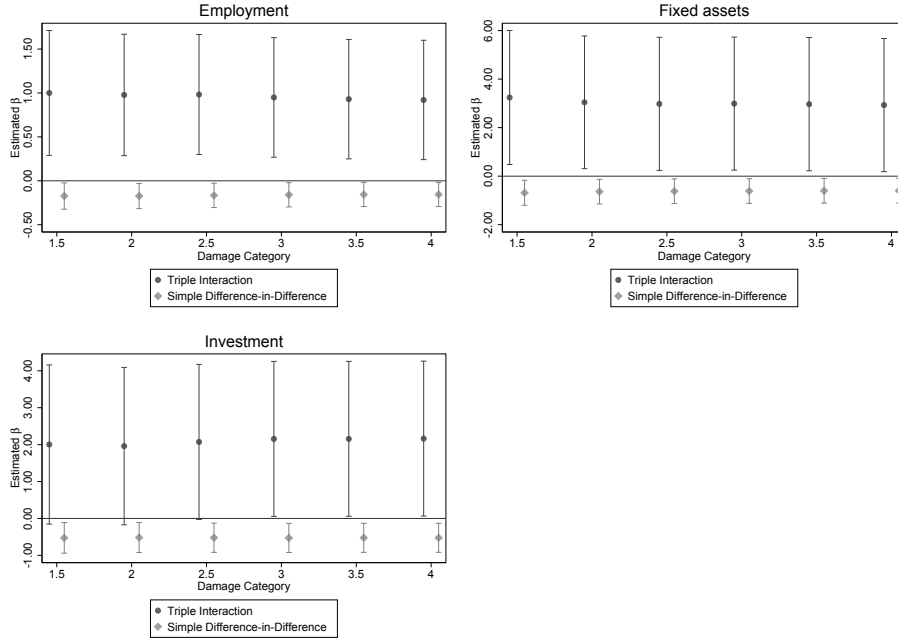 Employment
Estimated β
1.50
1.00
0.50
0.00
-0.50
1.5 2 2.5 3 3.5 4
Damage Category
Triple Interaction
Simple Difference-in-Difference
Fixed assets
Estimated β
6.00
4.00
2.00
0.00
-2.00
1.5 2 2.5 3 3.5 4
Damage Category
Triple Interaction
Simple Difference-in-Difference
Investment
Estimated β
4.00
3.00
2.00
1.00
0.00
-1.00
1.5 2 2.5 3 3.5 4
Damage Category
Triple Interaction
Simple Difference-in-Difference